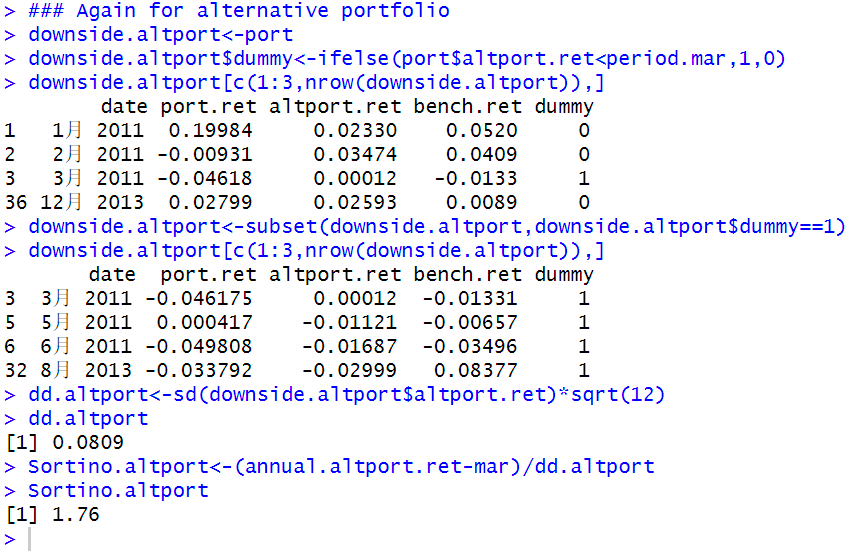 > ### Again for alternative portfolio
> downside.altport<-port
> downside.altport$dummy<-ifelse(port$altport.ret<period.mar,1,0)
> downside.altport[c(1:3,nrow(downside.altport)),]
       date port.ret altport.ret bench.ret dummy
1   1月 2011  0.19984     0.02330    0.0520     0
2   2月 2011 -0.00931     0.03474    0.0409     0
3   3月 2011 -0.04618     0.00012   -0.0133     1
36 12月 2013  0.02799     0.02593    0.0089     0
> downside.altport<-subset(downside.altport,downside.altport$dummy==1)
> downside.altport[c(1:3,nrow(downside.altport)),]
      date  port.ret altport.ret bench.ret dummy
3  3月 2011 -0.046175     0.00012  -0.01331     1
5  5月 2011  0.000417    -0.01121  -0.00657     1
6  6月 2011 -0.049808    -0.01687  -0.03496     1
32 8月 2013 -0.033792    -0.02999   0.08377     1
> dd.altport<-sd(downside.altport$altport.ret)*sqrt(12)
> dd.altport
[1] 0.0809
> Sortino.altport<-(annual.altport.ret-mar)/dd.altport
> Sortino.altport
[1] 1.76
>